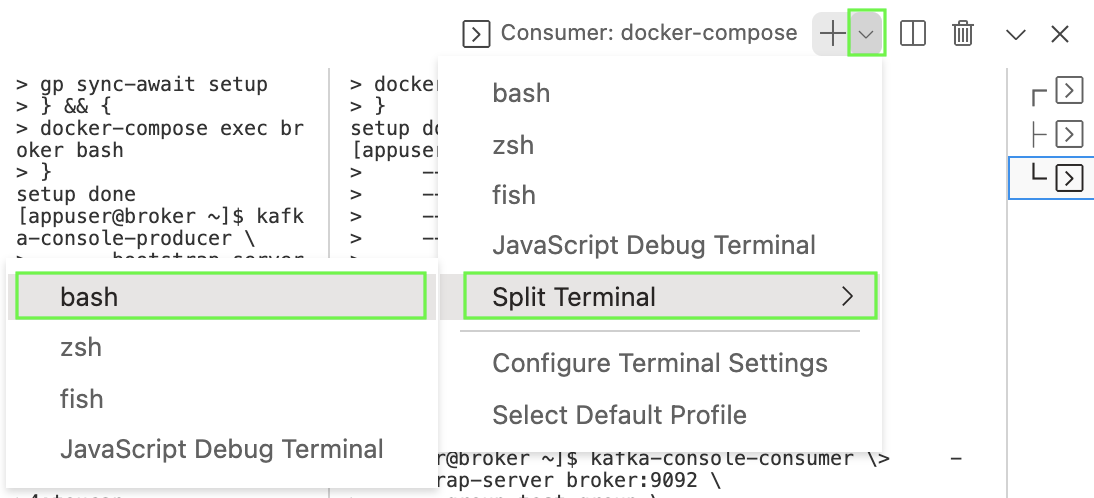 Consumer: docker-compose
> gp sync-await setup
> } && {
> docker-compose exec br
oker bash
> }
setup done
[appuser@broker ~]$ kafk
a-console-producer \
> docke
> }
setup do
[appuser
> --
> --
> --
> --
bash
zsh
fish
JavaScript Debug Terminal
Split Terminal
Configure Terminal Settings
Select Default Profile
bash
zsh
fish
JavaScript Debug Terminal
r@broker ~]$ kafka-console-consumer \> -
rap-server broker:9092 \